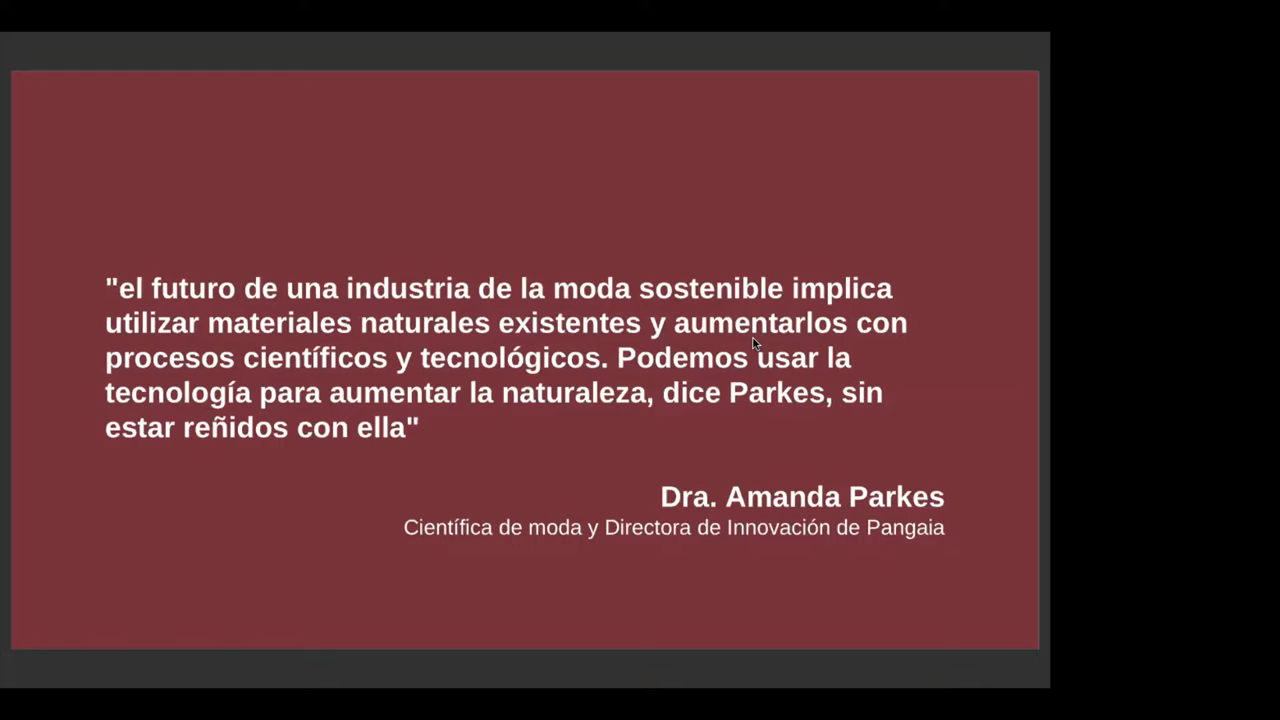 "el futuro de una industria de la moda sostenible implica
utilizar materiales naturales existentes y aumentarlos con
procesos científicos y tecnológicos. Podemos usar la
tecnología para aumentar la naturaleza, dice Parkes, sin
estar reñidos con ella"
Dra. Amanda Parkes
Científica de moda y Directora de Innovación de Pangaia